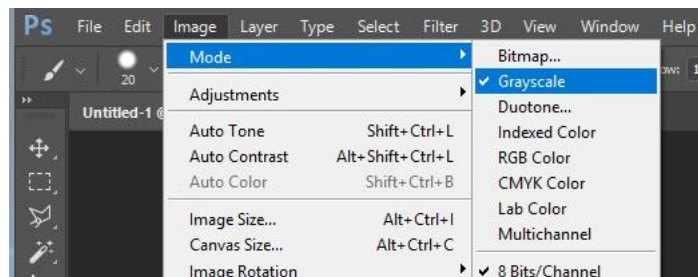 Ps File Edit Image Layer Type Select Filter 3D View Window Help
20
Untitled-1 @
Mode
Adjustments
Auto Tone Shift+Ctrl+L
Auto Contrast Alt+Shift+Ctrl+L
Auto Color Shift+Ctrl+B
Image Size... Alt+Ctrl+I
Canvas Size... Alt+Ctrl+C
Image Rotation
Bitmap...
Grayscale
Duotone...
Indexed Color
RGB Color
CMYK Color
Lab Color
Multichannel
8 Bits/Channel